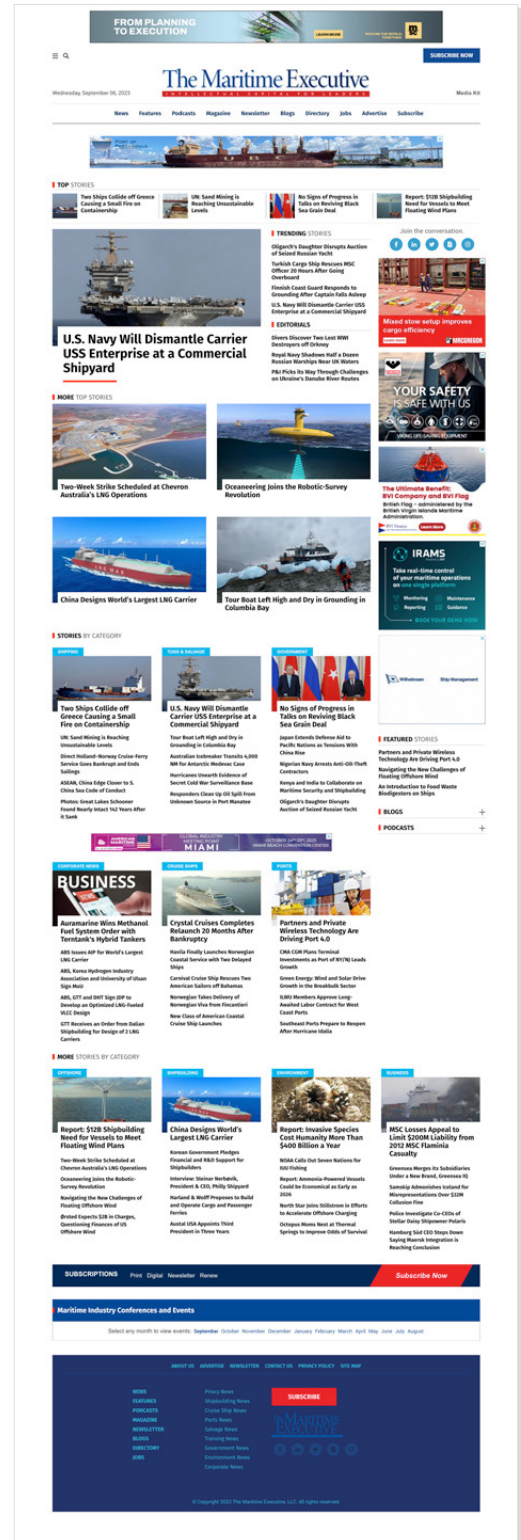 FROM PLANNING
TO EXECUTION
LEARN MORE
SUBSCRIBE NOW
The Maritime Executive
INTELLECTUAL CAPITAL FOR LEADERS
Wednesday, September 06, 2023
Media Kit
News Features Podcasts Magazine Newsletter Blogs Directory Jobs Advertise Subscribe
TOP STORIES
Two Ships Collide off Greece
Causing a Small Fire on
Containership
UN: Sand Mining is
Reaching Unsustainable
Levels
No Signs of Progress in
Talks on Reviving Black
Sea Grain Deal
Report: $12B Shipbuilding
Need for Vessels to Meet
Floating Wind Plans
U.S. Navy Will Dismantle Carrier
USS Enterprise at a Commercial
Shipyard
TRENDING STORIES
Oligarch's Daughter Disrupts Auction
of Seized Russian Yacht
Turkish Cargo Ship Rescues MSC
Officer 20 Hours After Going
Overboard
Finnish Coast Guard Responds to
Grounding After Captain Falls Asleep
U.S. Navy Will Dismantle Carrier USS
Enterprise at a Commercial Shipyard
EDITORIALS
Divers Discover Two Lost WWI
Destroyers off Orkney
Royal Navy Shadows Half a Dozen
Russian Warships Near UK Waters
P&I Picks its Way Through Challenges
on Ukraine's Danube River Routes
Join the conversation.
Mixed stow setup improves
cargo efficiency
MACGREGOR
YOUR SAFETY
IS SAFE WITH US
VIKING LIFE-SAVING EQUIPMENT
The Ultimate Benefit:
BVI Company and BVI Flag
British Flag – administered by the
British Virgin Islands Maritime
Administration.
Learn More
IRAMS
Take real-time control
of your maritime operations
on one single platform
Monitoring Maintenance
Reporting Guidance
BOOK YOUR DEMO NOW
Wilhelmsen Ship Management
MORE TOP STORIES
Two-Week Strike Scheduled at Chevron
Australia's LNG Operations
Oceaneering Joins the Robotic-Survey
Revolution
China Designs World's Largest LNG Carrier
Tour Boat Left High and Dry in Grounding in
Columbia Bay
STORIES BY CATEGORY
SHIPPING
Two Ships Collide off
Greece Causing a Small
Fire on Containership
UN: Sand Mining is Reaching
Unsustainable Levels
Direct Holland-Norway Cruise-Ferry
Service Goes Bankrupt and Ends
Sailings
ASEAN, China Edge Closer to S.
China Sea Code of Conduct
Photos: Great Lakes Schooner
Found Nearly Intact 142 Years After
it Sank
TUGS & SALVAGE
U.S. Navy Will Dismantle
Carrier USS Enterprise at a
Commercial Shipyard
Tour Boat Left High and Dry in
Grounding in Columbia Bay
Australian Icebreaker Transits 4,000
NM for Antarctic Medevac Case
Hurricanes Unearth Evidence of
Secret Cold War Surveillance Base
Responders Clean Up Oil Spill From
Unknown Source in Port Manatee
GOVERNMENT
No Signs of Progress in
Talks on Reviving Black
Sea Grain Deal
Japan Extends Defense Aid to
Pacific Nations as Tensions With
China Rise
Nigerian Navy Arrests Anti-Oil-Theft
Contractors
Kenya and India to Collaborate on
Maritime Security and Shipbuilding
Oligarch's Daughter Disrupts
Auction of Seized Russian Yacht
FEATURED STORIES
Partners and Private Wireless
Technology Are Driving Port 4.0
Navigating the New Challenges of
Floating Offshore Wind
An Introduction to Food Waste
Biodigesters on Ships
BLOGS
PODCASTS
AMERICAN
MARITIME
GLOBAL INDUSTRY
MEETING POINT
MIAMI
MIAMI BEACH CONVENTION CENTER
CORPORATE NEWS
BUSINESS
Auramarine Wins Methanol
Fuel System Order with
Terntank's Hybrid Tankers
ABS Issues AIP for World's Largest
LNG Carrier
ABS, Korea Hydrogen Industry
Association and University of Ulsan
Sign MoU
ABS, GTT and DHT Sign JDP to
Develop an Optimized LNG-Fueled
VLCC Design
GTT Receives an Order from Dalian
Shipbuilding for Design of 2 LNG
Carriers
CRUISE SHIPS
Crystal Cruises Completes
Relaunch 20 Months After
Bankruptcy
Havila Finally Launches Norwegian
Coastal Service with Two Delayed
Ships
Carnival Cruise Ship Rescues Two
American Sailors off Bahamas
Norwegian Takes Delivery of
Norwegian Viva from Fincantieri
New Class of American Coastal
Cruise Ship Launches
PORTS
Partners and Private
Wireless Technology Are
Driving Port 4.0
CMA CGM Plans Terminal
Investments as Port of NY/NJ Leads
Growth
Green Energy: Wind and Solar Drive
Growth in the Breakbulk Sector
ILWU Members Approve Long-
Awaited Labor Contract for West
Coast Ports
Southeast Ports Prepare to Reopen
After Hurricane Idalia
MORE STORIES BY CATEGORY
OFFSHORE
Report: $12B Shipbuilding
Need for Vessels to Meet
Floating Wind Plans
Two-Week Strike Scheduled at
Chevron Australia's LNG Operations
Oceaneering Joins the Robotic-
Survey Revolution
Navigating the New Challenges of
Floating Offshore Wind
Ørsted Expects $2B in Charges,
Questioning Finances of US
Offshore Wind
SHIPBUILDING
China Designs World's
Largest LNG Carrier
Korean Government Pledges
Financial and R&D Support for
Shipbuilders
Interview: Steinar Nerbøvik,
President & CEO, Philly Shipyard
Harland & Wolff Proposes to Build
and Operate Cargo and Passenger
Ferries
Austal USA Appoints Third
President in Three Years
ENVIRONMENT
Report: Invasive Species
Cost Humanity More Than
$400 Billion a Year
NOAA Calls Out Seven Nations for
IUU Fishing
Report: Ammonia-Powered Vessels
Could be Economical as Early as
2026
North Star Joins Stillstrom in Efforts
to Accelerate Offshore Charging
Octopus Moms Nest at Thermal
Springs to Improve Odds of Survival
BUSINESS
MSC Losses Appeal to
Limit $200M Liability from
2012 MSC Flaminia
Casualty
Greensea Merges its Subsidiaries
Under a New Brand, Greensea IQ
Samskip Admonishes Iceland for
Misrepresentations Over $32M
Collusion Fine
Police Investigate Co-CEOs of
Stellar Daisy Shipowner Polaris
Hamburg Süd CEO Steps Down
Saying Maersk Integration is
Reaching Conclusion
SUBSCRIPTIONS Print Digital Newsletter Renew
Subscribe Now
Maritime Industry Conferences and Events
Select any month to view events: September October November December January February March April May June July August
ABOUT US ADVERTISE NEWSLETTER CONTACT US PRIVACY POLICY SITE MAP
NEWS
FEATURES
PODCASTS
MAGAZINE
NEWSLETTER
BLOGS
DIRECTORY
JOBS
Piracy News
Shipbuilding News
Cruise Ship News
Ports News
Salvage News
Training News
Government News
Environment News
Corporate News
SUBSCRIBE
THE MARITIME
EXECUTIVE
© Copyright 2023 The Maritime Executive, LLC. All rights reserved.